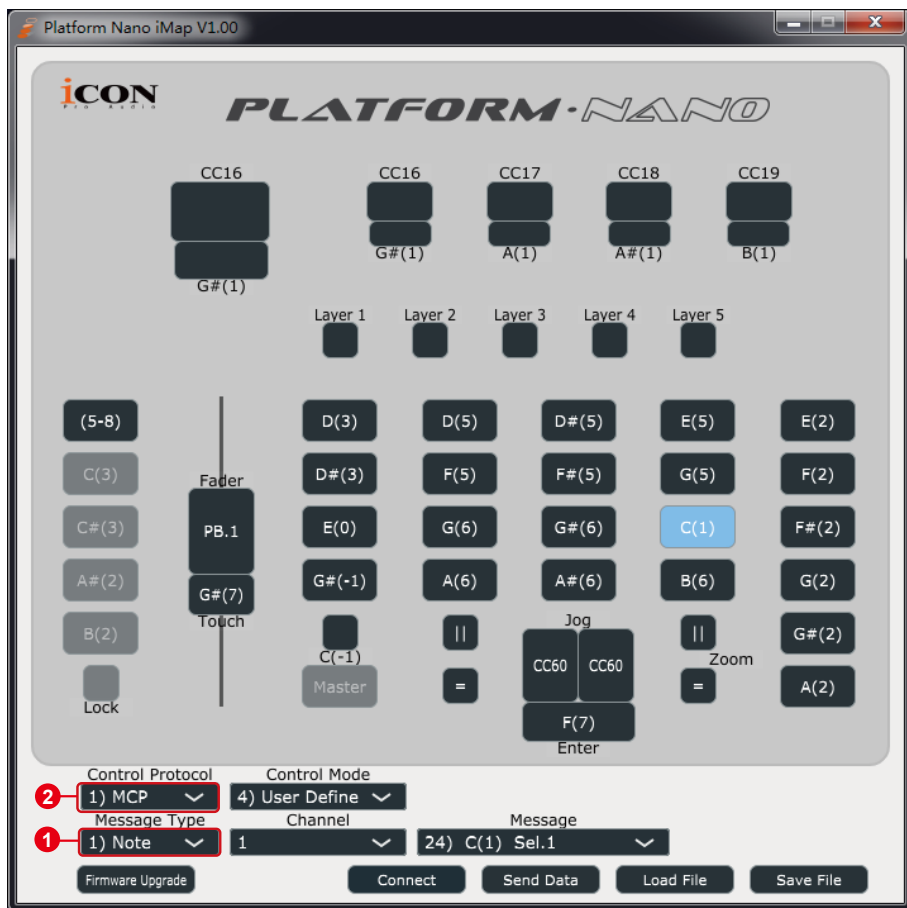 Platform Nano iMap V1.00
iCON
Pro Audio
PLATFORM·NANO
CC16 CC16 CC17 CC18 CC19
G#(1) A(1) A#(1) B(1)
G#(1)
Layer 1 Layer 2 Layer 3 Layer 4 Layer 5
(5-8) D(3) D(5) D#(5) E(5) E(2)
C(3) Fader D#(3) F(5) F#(5) G(5) F(2)
C#(3) PB.1 E(0) G(6) G#(6) C(1) F#(2)
A#(2) G#(7) G#(-1) A(6) A#(6) B(6) G(2)
Touch Jog
B(2) C(-1) || CC60 CC60 || Zoom G#(2)
Lock Master = F(7) = A(2)
Enter
Control Protocol Control Mode
2 1) MCP 4) User Define
Message Type Channel Message
1 1) Note 1 24) C(1) Sel.1
Firmware Upgrade Connect Send Data Load File Save File